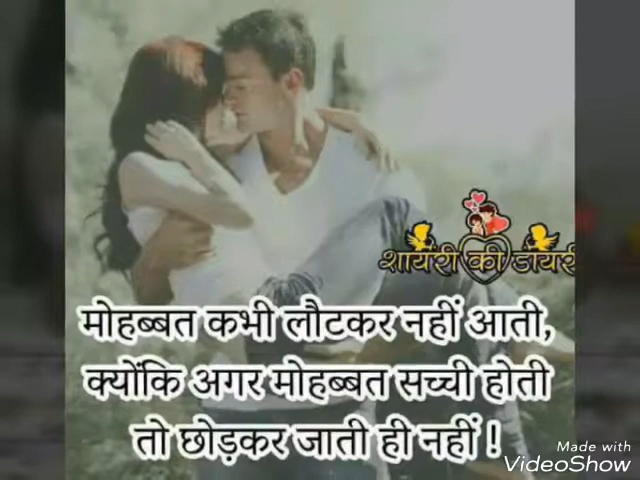 शायरी की डायरी
मोहब्बत कभी लौटकर नहीं आती,
क्योंकि अगर मोहब्बत सच्ची होती
तो छोड़कर जाती ही नहीं !
Made with
VideoShow